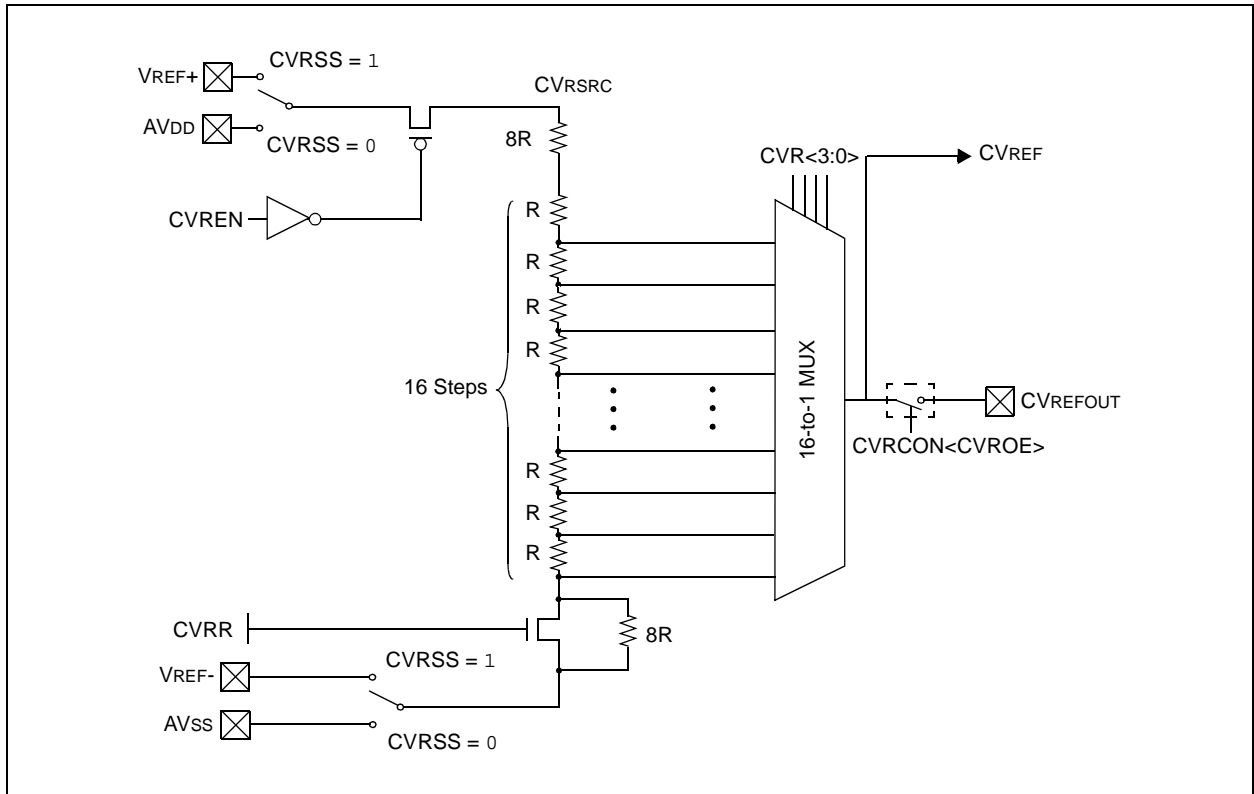 CVRSS = 1
VREF+
CVRSRC
AVDD
8R
CVRSS = 0
CVR<3:0>
CVREF
CVREN
R
R
R
R
16 Steps
16-to-1 MUX
CVREFOUT
CVRCON<CVROE>
R
R
R
CVRR
8R
CVRSS = 1
VREF-
AVSS
CVRSS = 0